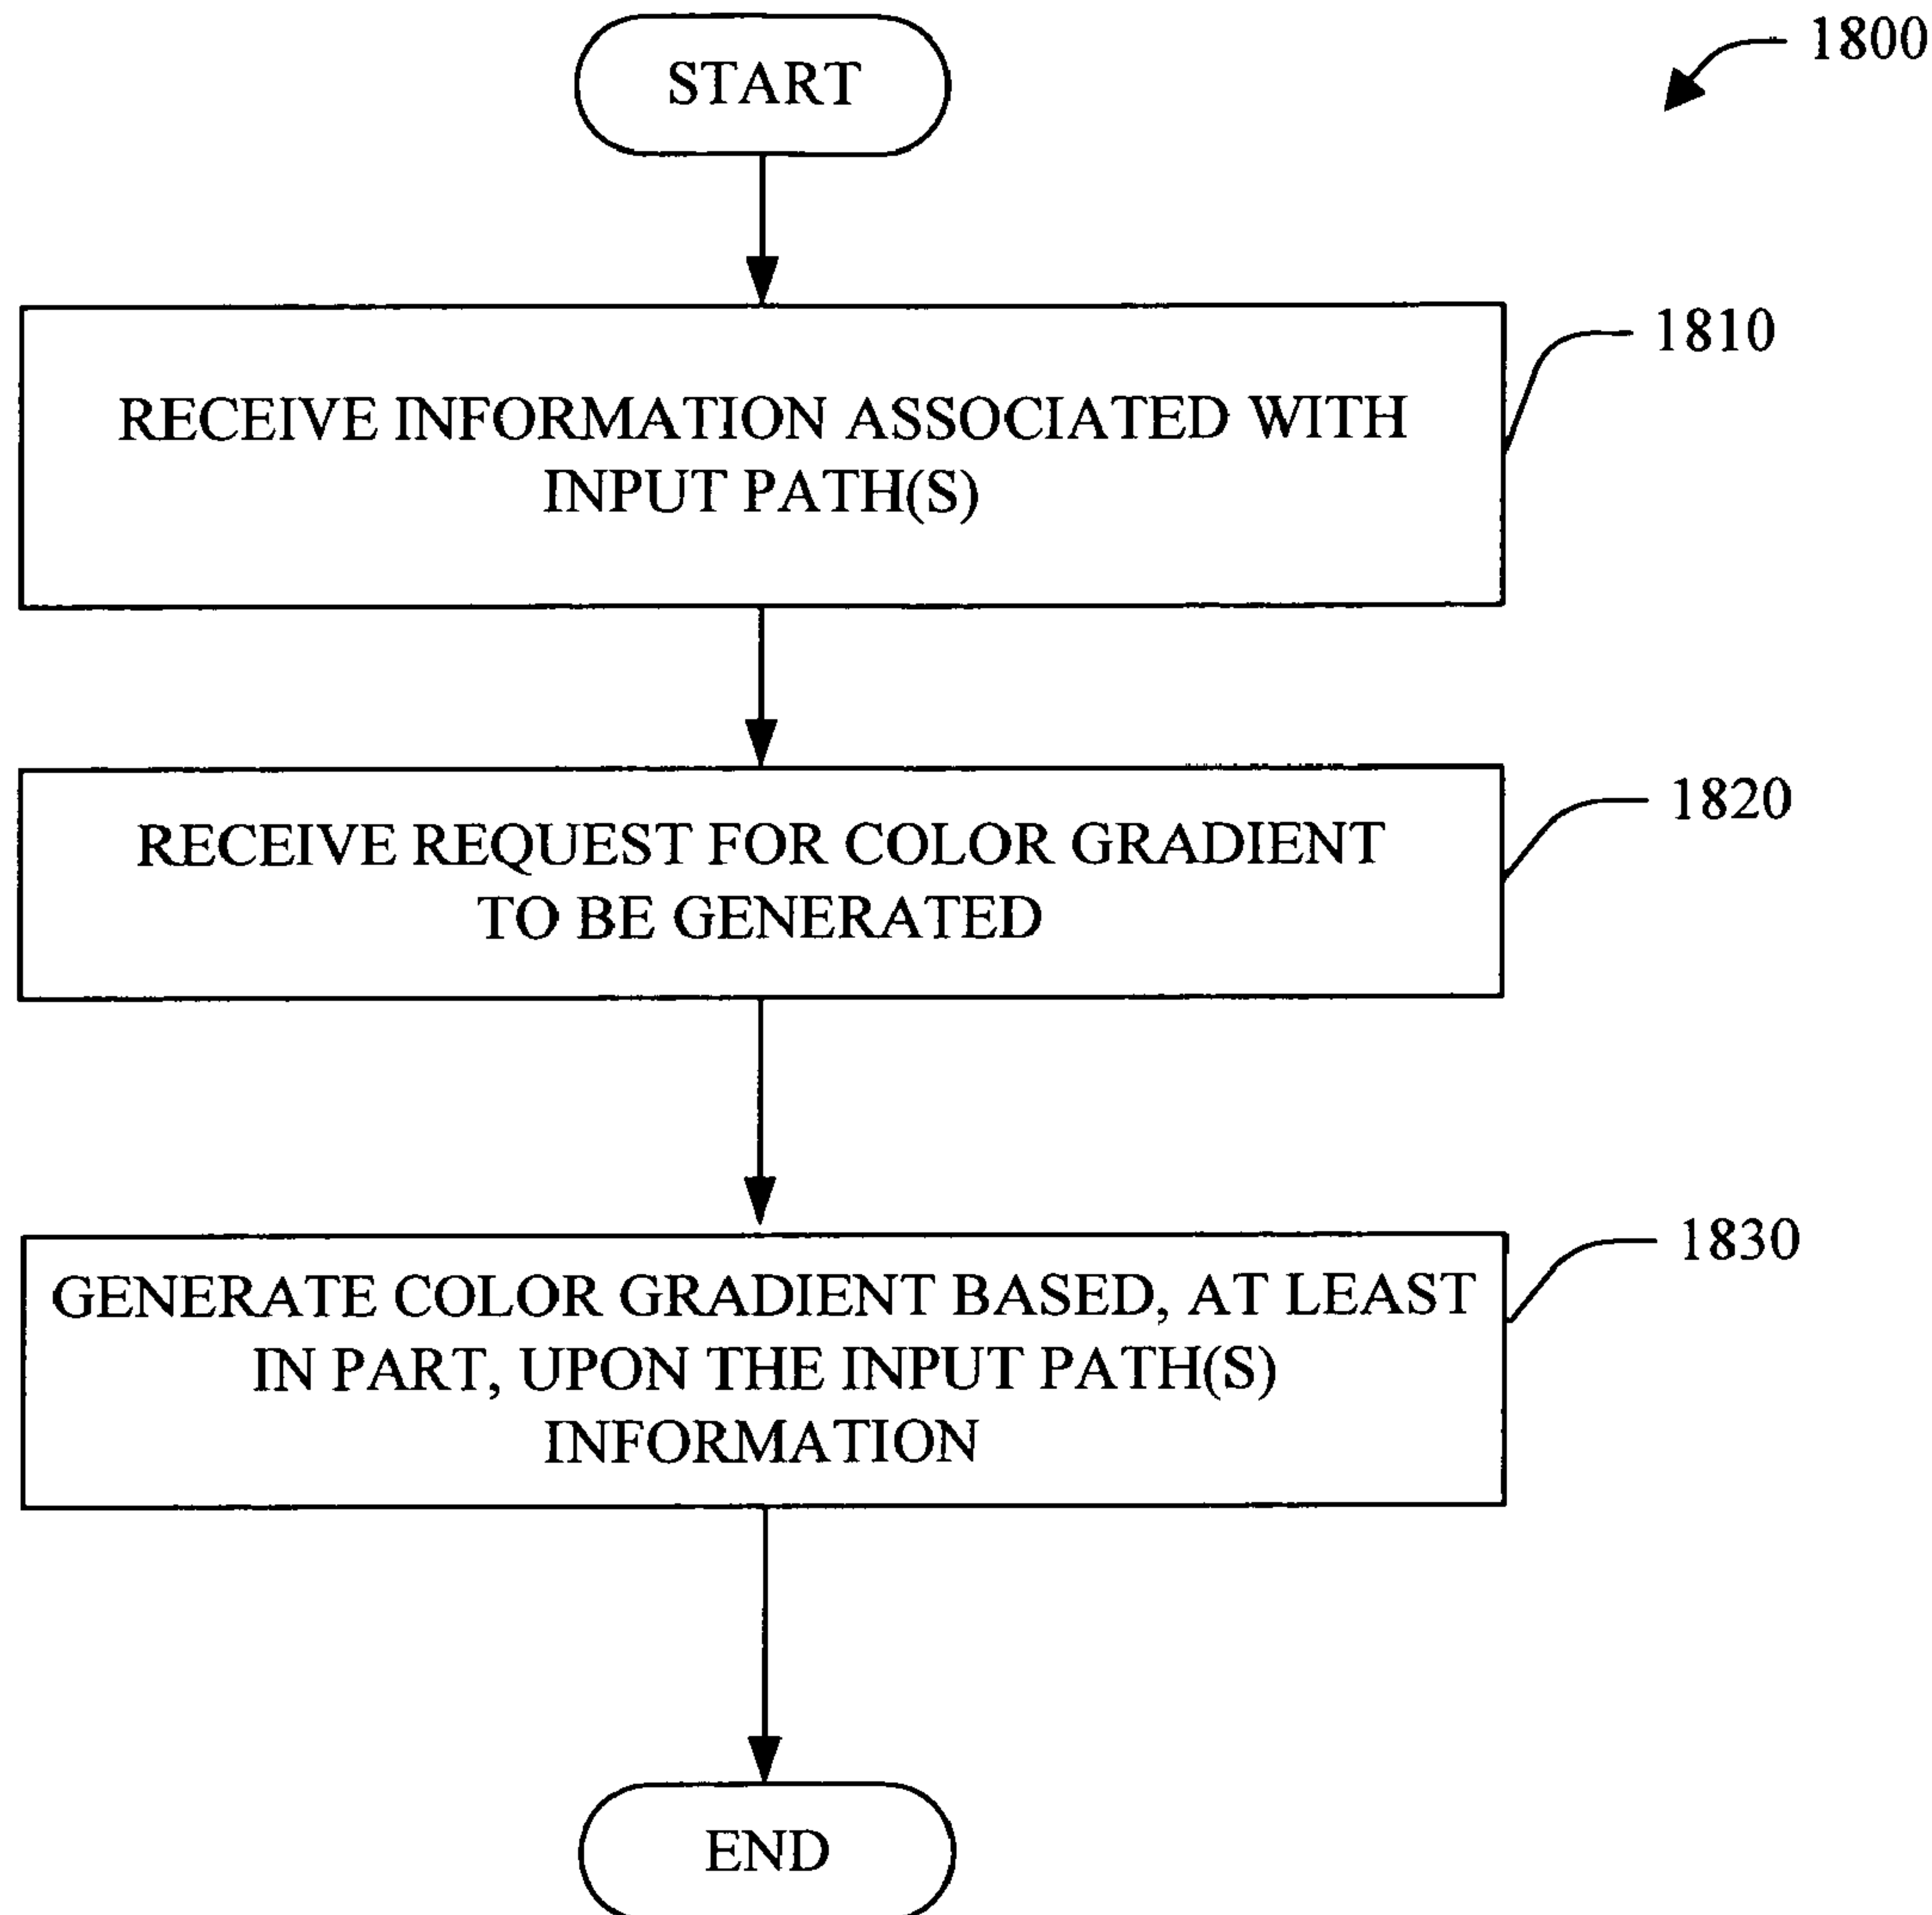 START
1800
RECEIVE INFORMATION ASSOCIATED WITH
INPUT PATH(S)
1810
RECEIVE REQUEST FOR COLOR GRADIENT
TO BE GENERATED
1820
GENERATE COLOR GRADIENT BASED, AT LEAST
IN PART, UPON THE INPUT PATH(S)
INFORMATION
1830
END